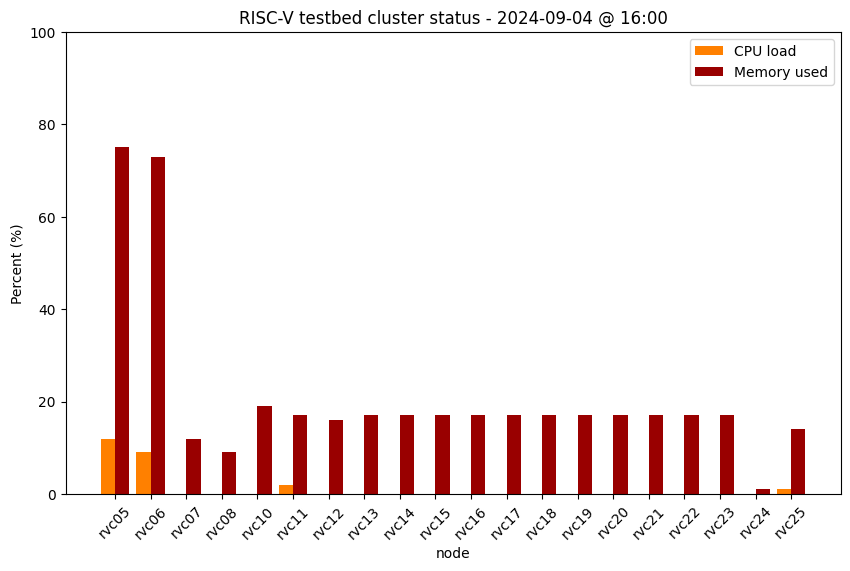 RISC-V testbed cluster status - 2024-09-04 @ 16:00
CPU load
Memory used
Percent (%)
100
80
60
40
20
0
rvc05 rvc06 rvc07 rvc08 rvc10 rvc11 rvc12 rvc13 rvc14 rvc15 rvc16 rvc17 rvc18 rvc19 rvc20 rvc21 rvc22 rvc23 rvc24 rvc25
node